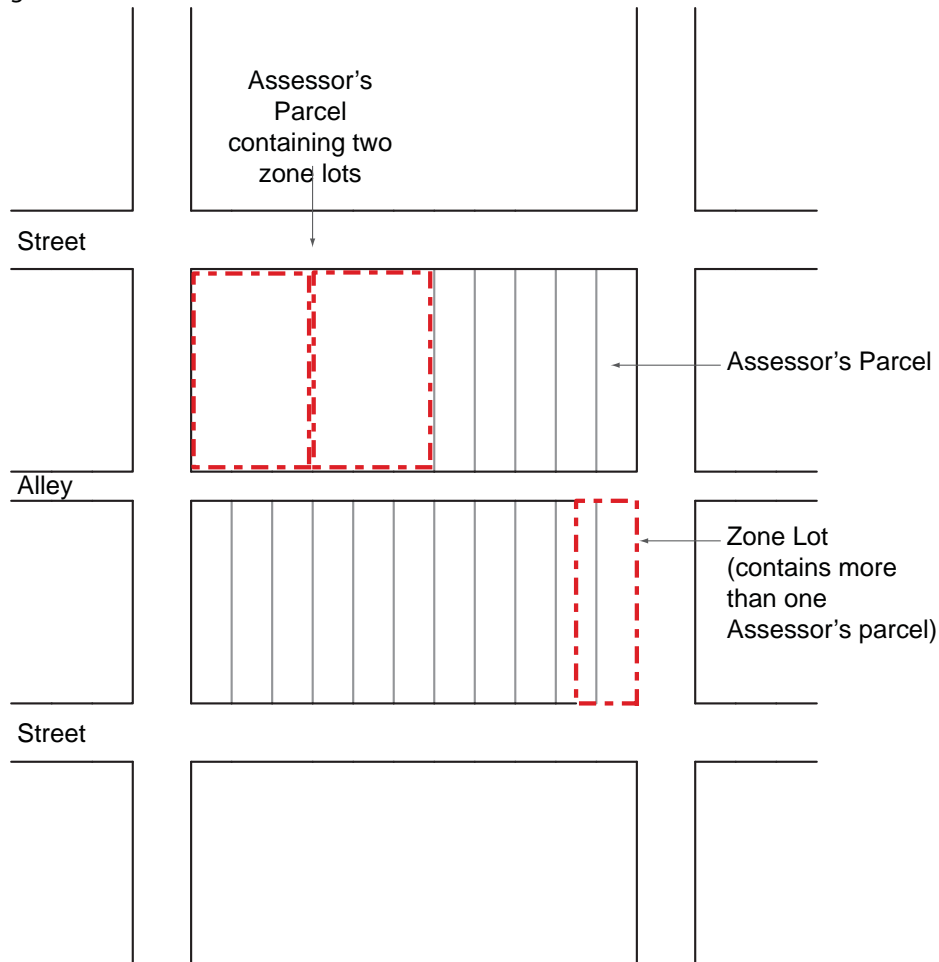 Assessor's
Parcel
containing two
zone lots
Street
Assessor's Parcel
Alley
Zone Lot
(contains more
than one
Assessor's parcel)
Street